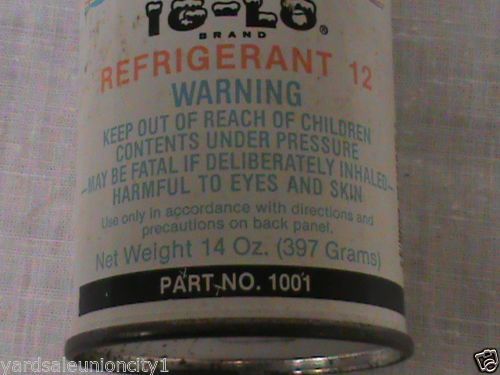 IG-LO®
BRAND
REFRIGERANT 12
WARNING
KEEP OUT OF REACH OF CHILDREN
CONTENTS UNDER PRESSURE
MAY BE FATAL IF DELIBERATELY INHALED
HARMFUL TO EYES AND SKIN
Use only in accordance with directions and
precautions on back panel.
Net Weight 14 Oz. (397 Grams)
PART NO. 1001
yardsaleunioncity1